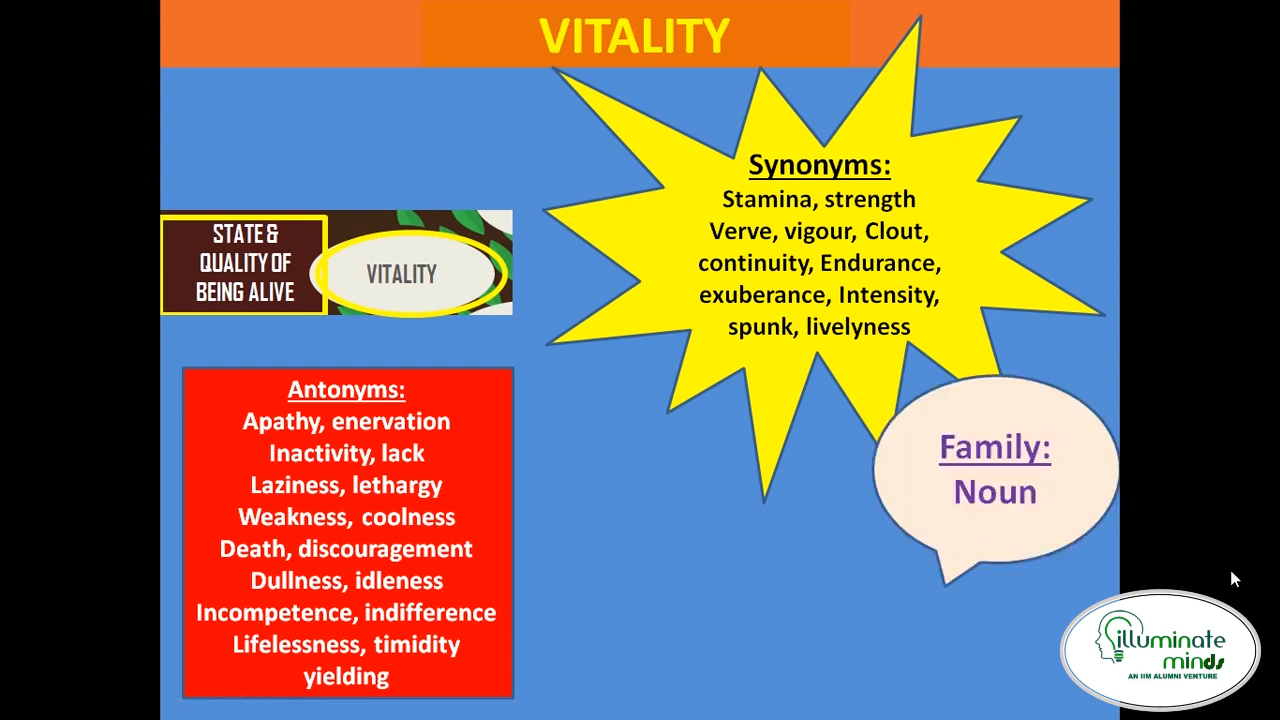 VITALITY
STATE &
QUALITY OF
BEING ALIVE
VITALITY
Synonyms:
Stamina, strength
Verve, vigour, Clout,
continuity, Endurance,
exuberance, Intensity,
spunk, livelyness
Antonyms:
Apathy, enervation
Inactivity, lack
Laziness, lethargy
Weakness, coolness
Death, discouragement
Dullness, idleness
Incompetence, indifference
Lifelessness, timidity
yielding
Family:
Noun
illuminate
minds
AN IIM ALUMNI VENTURE